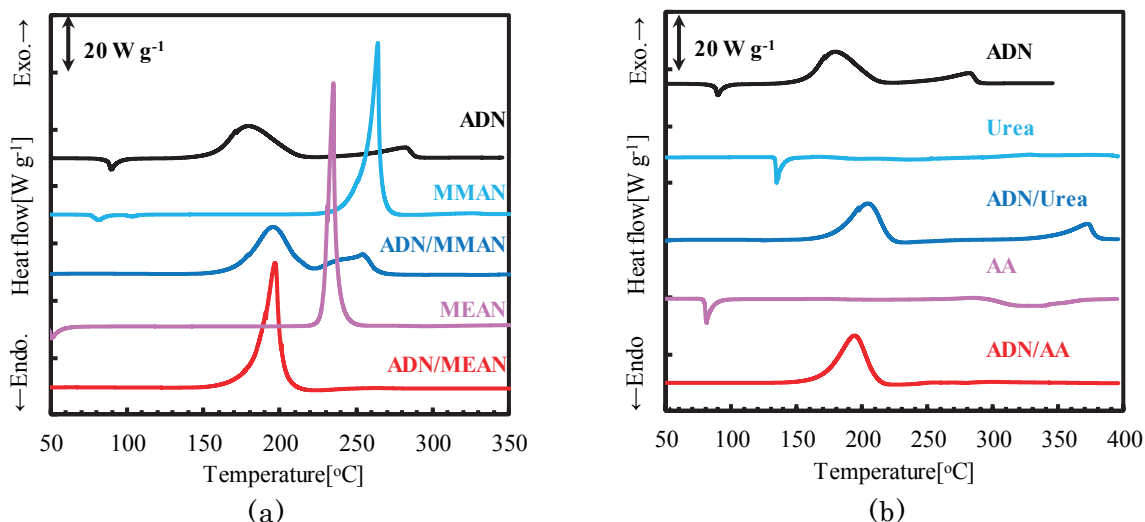 Exo.→
20 W g-1
ADN
MMAN
ADN/MMAN
MEAN
ADN/MEAN
Heat flow[W g-1]
←Endo.
50 100 150 200 250 300 350
Temperature[oC]
(a)
Exo.→
20 W g-1
ADN
Urea
ADN/Urea
AA
ADN/AA
Heat flow[W g-1]
←Endo
50 100 150 200 250 300 350 400
Temperature[oC]
(b)